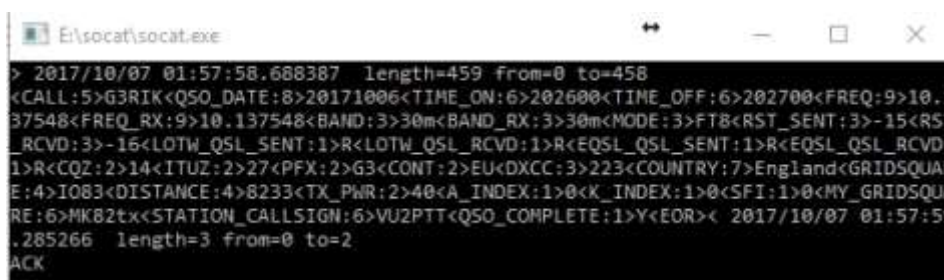 E:\socat\socat.exe
> 2017/10/07 01:57:58.688387  length=459 from=0 to=458
<CALL:5>G3RIK<QSO_DATE:8>20171006<TIME_ON:6>202600<TIME_OFF:6>202700<FREQ:9>10.
37548<FREQ_RX:9>10.137548<BAND:3>30m<BAND_RX:3>30m<MODE:3>FT8<RST_SENT:3>-15<RS
_RCVD:3>-16<LOTW_QSL_SENT:1>R<LOTW_QSL_RCVD:1>R<EQSL_QSL_SENT:1>R<EQSL_QSL_RCVD
1>R<CQZ:2>14<ITUZ:2>27<PFX:2>G3<CONT:2>EU<DXCC:3>223<COUNTRY:7>England<GRIDSQUA
E:4>IO83<DISTANCE:4>8233<TX_PWR:2>40<A_INDEX:1>0<K_INDEX:1>0<SFI:1>0<MY_GRIDSQU
RE:6>MK82tx<STATION_CALLSIGN:6>VU2PTT<QSO_COMPLETE:1>Y<EOR>< 2017/10/07 01:57:5
.285266  length=3 from=0 to=2
ACK